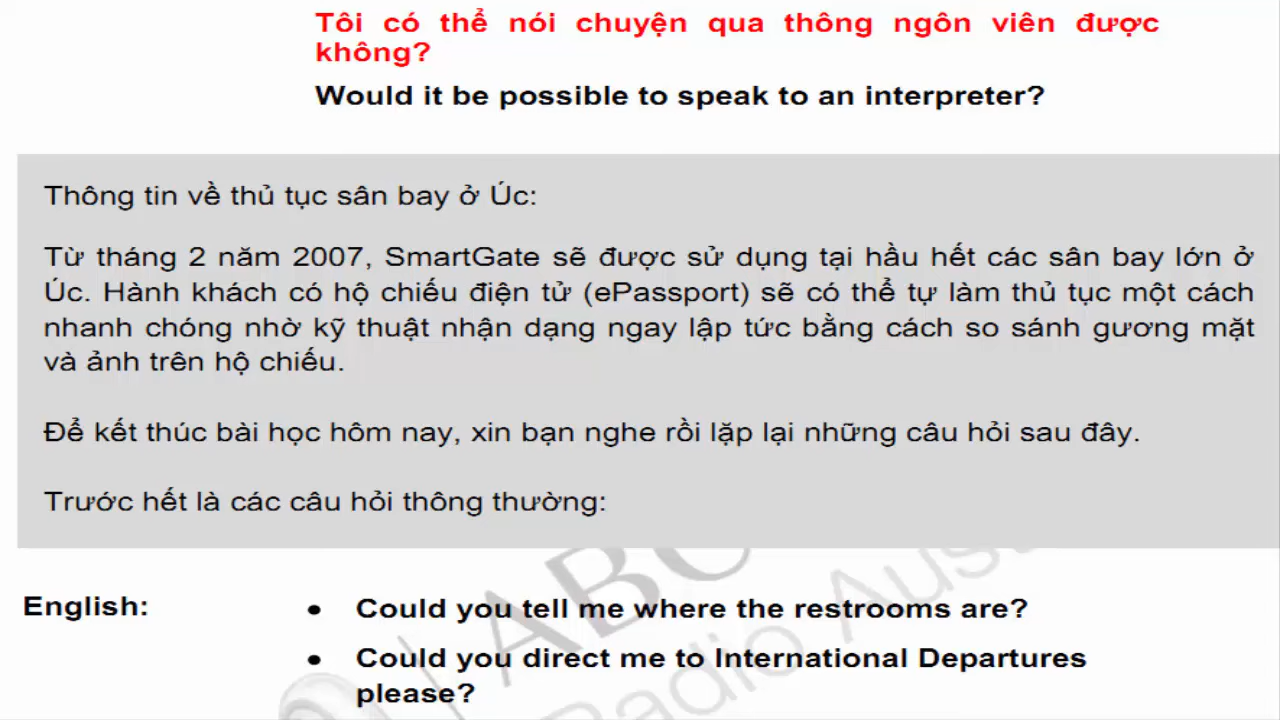 Tôi có thể nói chuyện qua thông ngôn viên được
không?
Would it be possible to speak to an interpreter?
Thông tin về thủ tục sân bay ở Úc:
Từ tháng 2 năm 2007, SmartGate sẽ được sử dụng tại hầu hết các sân bay lớn ở
Úc. Hành khách có hộ chiếu điện tử (ePassport) sẽ có thể tự làm thủ tục một cách
nhanh chóng nhờ kỹ thuật nhận dạng ngay lập tức bằng cách so sánh gương mặt
và ảnh trên hộ chiếu.
Để kết thúc bài học hôm nay, xin bạn nghe rồi lặp lại những câu hỏi sau đây.
Trước hết là các câu hỏi thông thường:
English:
• Could you tell me where the restrooms are?
• Could you direct me to International Departures
please?
ABC
Radio Aust